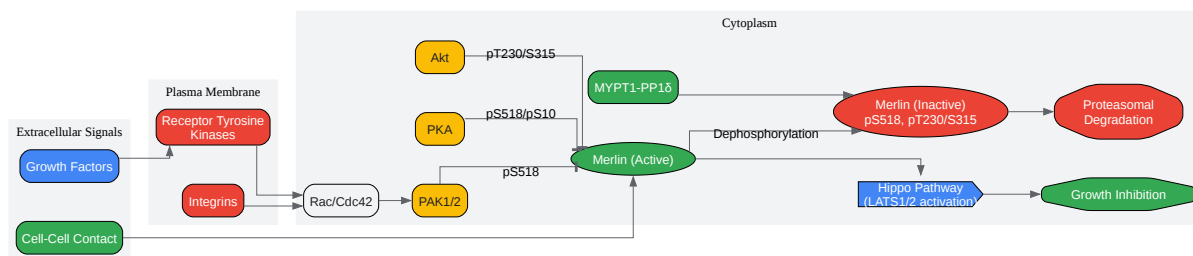 Cytoplasm
Akt
pT230/S315
MYPT1-PP1δ
Plasma Membrane
Merlin (Inactive)
pS518, pT230/S315
Proteasomal
Degradation
Receptor Tyrosine
Kinases
PKA
pS518/pS10
Dephosphorylation
Extracellular Signals
Growth Factors
Merlin (Active)
pS518
Integrins
Rac/Cdc42
PAK1/2
Hippo Pathway
(LATS1/2 activation)
Growth Inhibition
Cell-Cell Contact